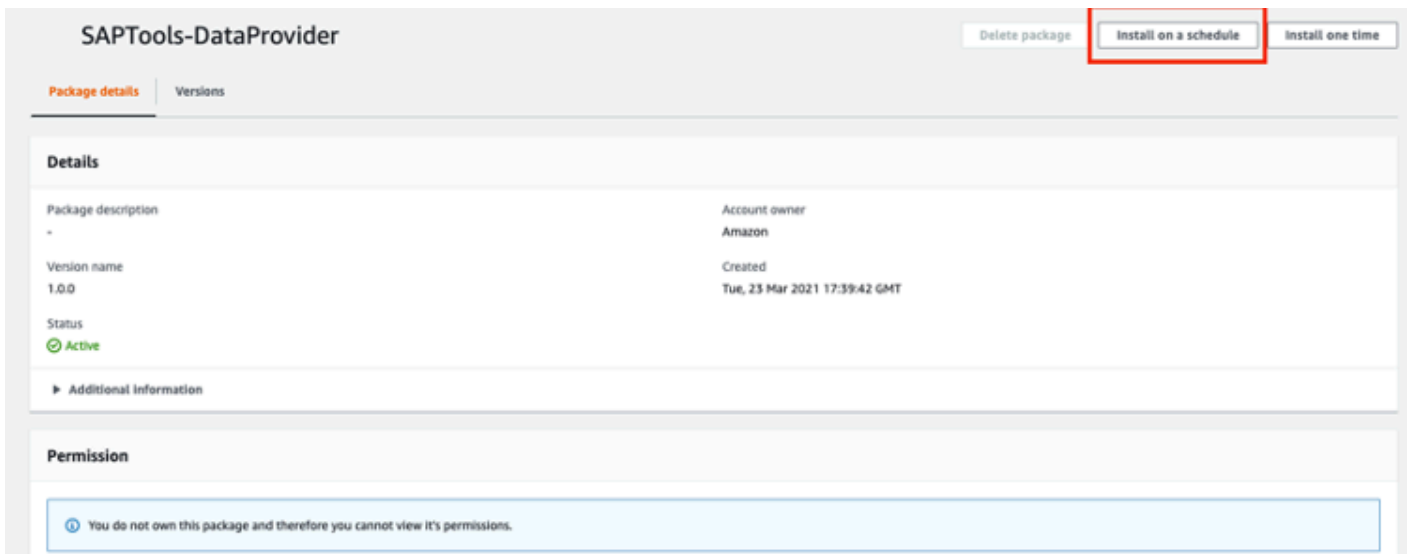 SAPTools-DataProvider
Delete package
Install on a schedule
Install one time
Package details
Versions
Details
Package description
-
Account owner
Amazon
Version name
1.0.0
Created
Tue, 23 Mar 2021 17:39:42 GMT
Status
Active
Additional information
Permission
You do not own this package and therefore you cannot view it's permissions.